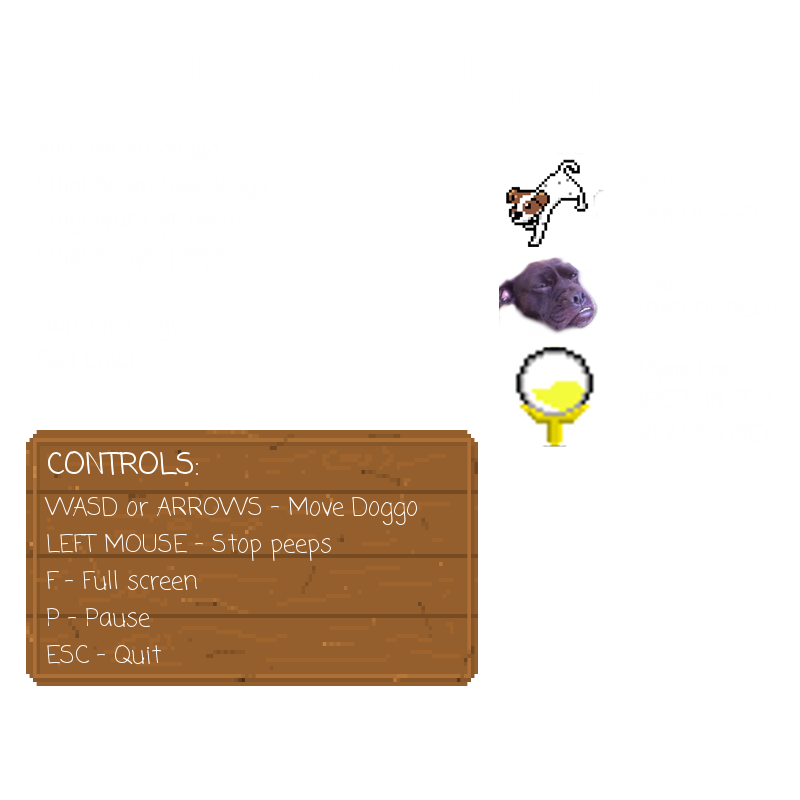 CONTROLS:
WASD or ARROWS - Move Doggo
LEFT MOUSE - Stop peeps
F - Full screen
P - Pause
ESC - Quit